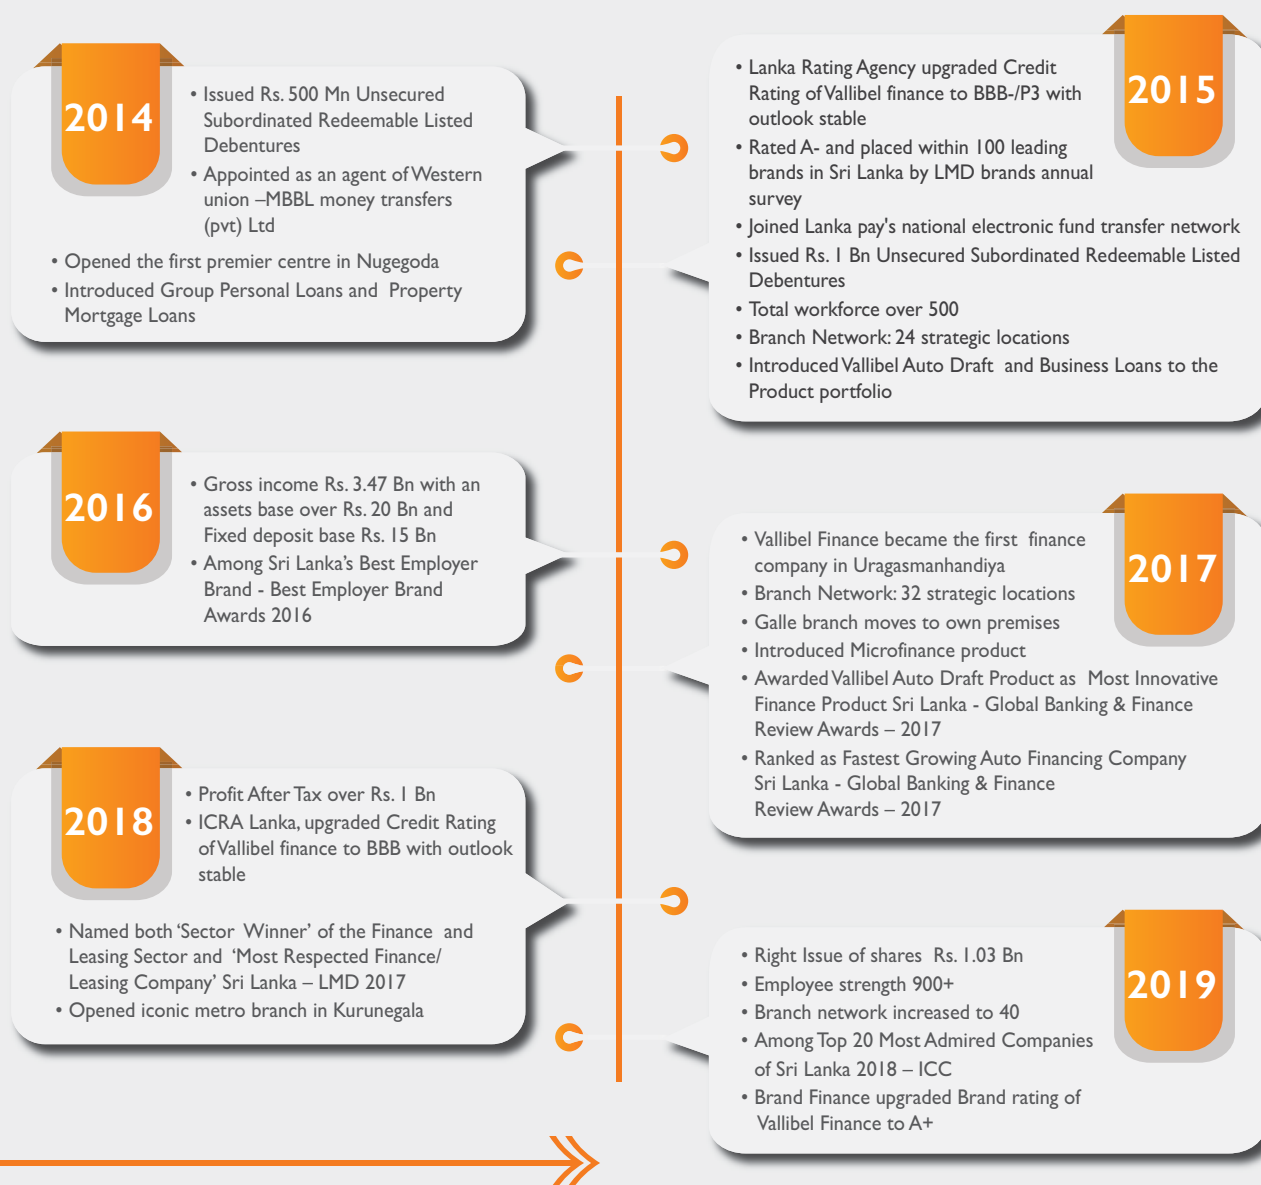 2014
• Issued Rs. 500 Mn Unsecured
Subordinated Redeemable Listed
Debentures
• Appointed as an agent of Western
union –MBBL money transfers
(pvt) Ltd
• Opened the first premier centre in Nugegoda
• Introduced Group Personal Loans and Property
Mortgage Loans
2015
• Lanka Rating Agency upgraded Credit
Rating of Vallibel finance to BBB-/P3 with
outlook stable
• Rated A- and placed within 100 leading
brands in Sri Lanka by LMD brands annual
survey
• Joined Lanka pay's national electronic fund transfer network
• Issued Rs. 1 Bn Unsecured Subordinated Redeemable Listed
Debentures
• Total workforce over 500
• Branch Network: 24 strategic locations
• Introduced Vallibel Auto Draft and Business Loans to the
Product portfolio
2016
• Gross income Rs. 3.47 Bn with an
assets base over Rs. 20 Bn and
Fixed deposit base Rs. 15 Bn
• Among Sri Lanka's Best Employer
Brand - Best Employer Brand
Awards 2016
2017
• Vallibel Finance became the first finance
company in Uragasmanhandiya
• Branch Network: 32 strategic locations
• Galle branch moves to own premises
• Introduced Microfinance product
• Awarded Vallibel Auto Draft Product as Most Innovative
Finance Product Sri Lanka - Global Banking & Finance
Review Awards – 2017
• Ranked as Fastest Growing Auto Financing Company
Sri Lanka - Global Banking & Finance
Review Awards – 2017
2018
• Profit After Tax over Rs. 1 Bn
• ICRA Lanka, upgraded Credit Rating
of Vallibel finance to BBB with outlook
stable
• Named both 'Sector Winner' of the Finance and
Leasing Sector and 'Most Respected Finance/
Leasing Company' Sri Lanka – LMD 2017
• Opened iconic metro branch in Kurunegala
2019
• Right Issue of shares Rs. 1.03 Bn
• Employee strength 900+
• Branch network increased to 40
• Among Top 20 Most Admired Companies
of Sri Lanka 2018 – ICC
• Brand Finance upgraded Brand rating of
Vallibel Finance to A+